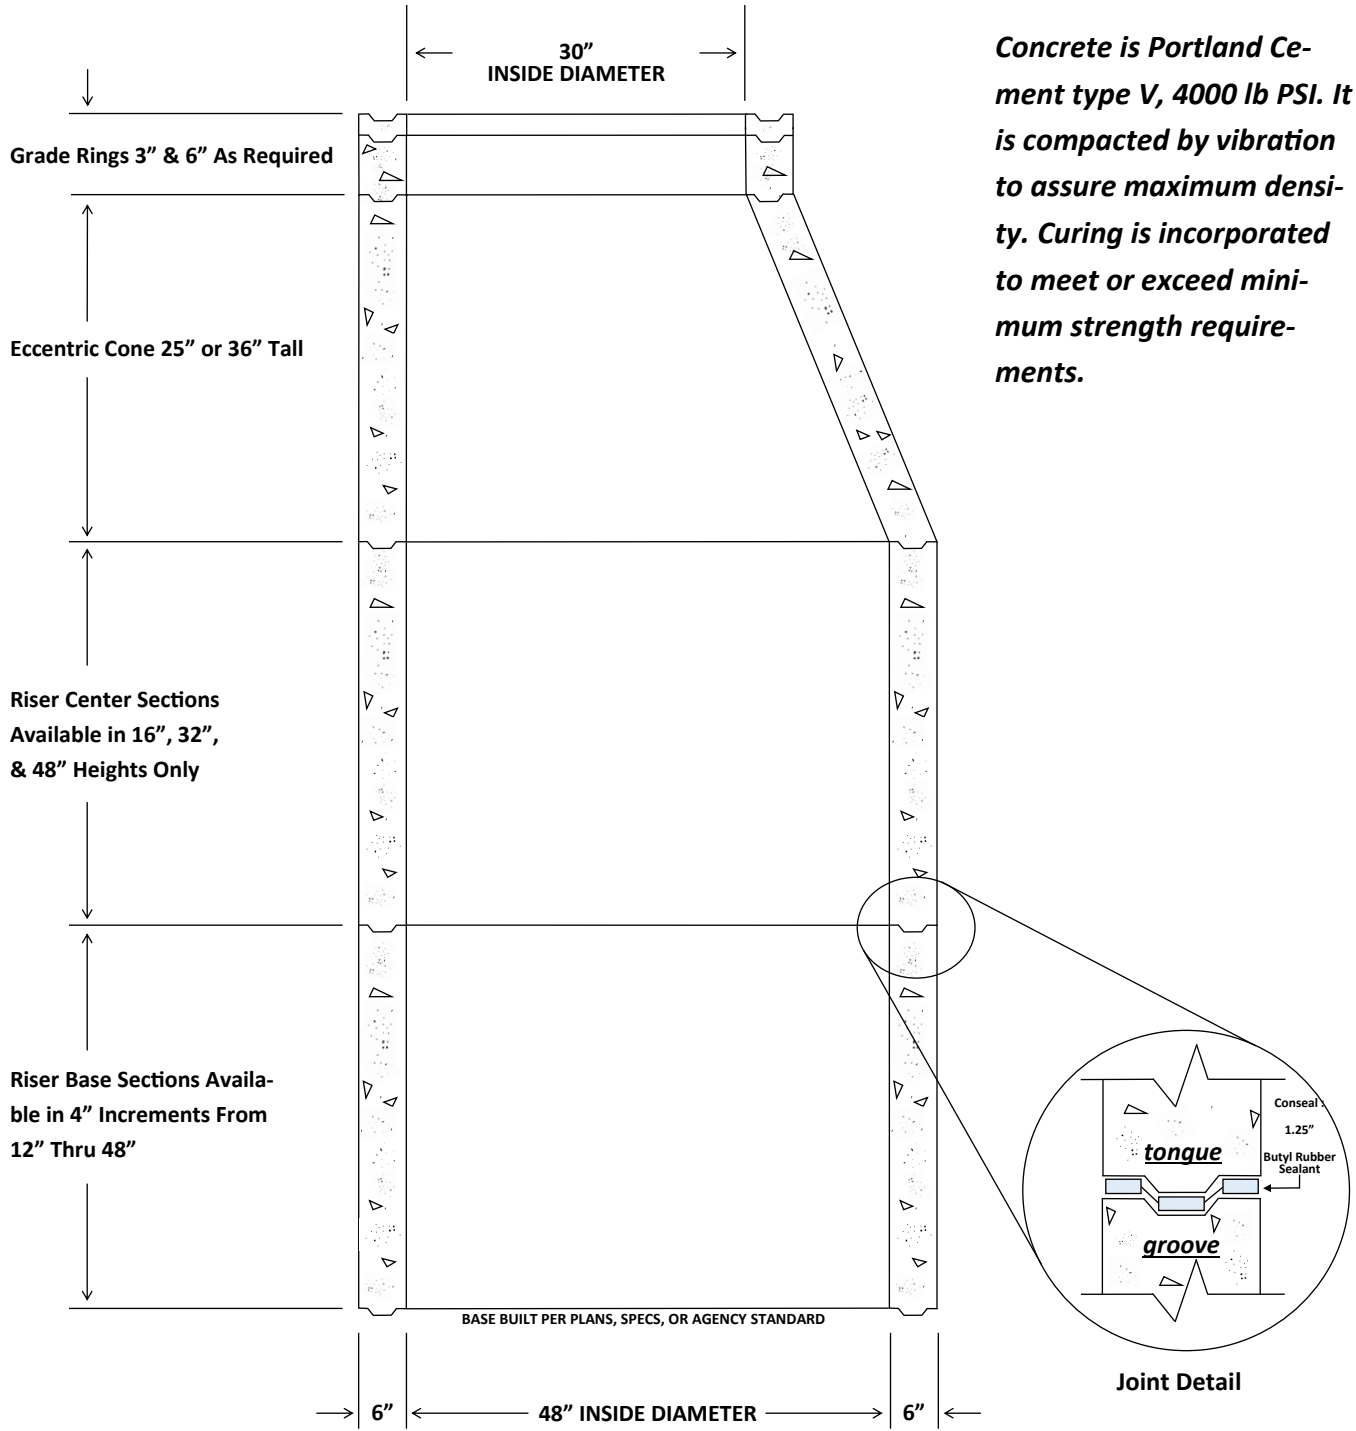 30”
INSIDE DIAMETER
Concrete is Portland Ce-
ment type V, 4000 lb PSI. It
is compacted by vibration
to assure maximum densi-
ty. Curing is incorporated
to meet or exceed mini-
mum strength require-
ments.
Grade Rings 3” & 6” As Required
Eccentric Cone 25” or 36” Tall
Riser Center Sections
Available in 16”, 32”,
& 48” Heights Only
Riser Base Sections Availa-
ble in 4” Increments From
12” Thru 48”
Conseal
1.25”
Butyl Rubber
Sealant
tongue
groove
Joint Detail
BASE BUILT PER PLANS, SPECS, OR AGENCY STANDARD
6”
48” INSIDE DIAMETER
6”